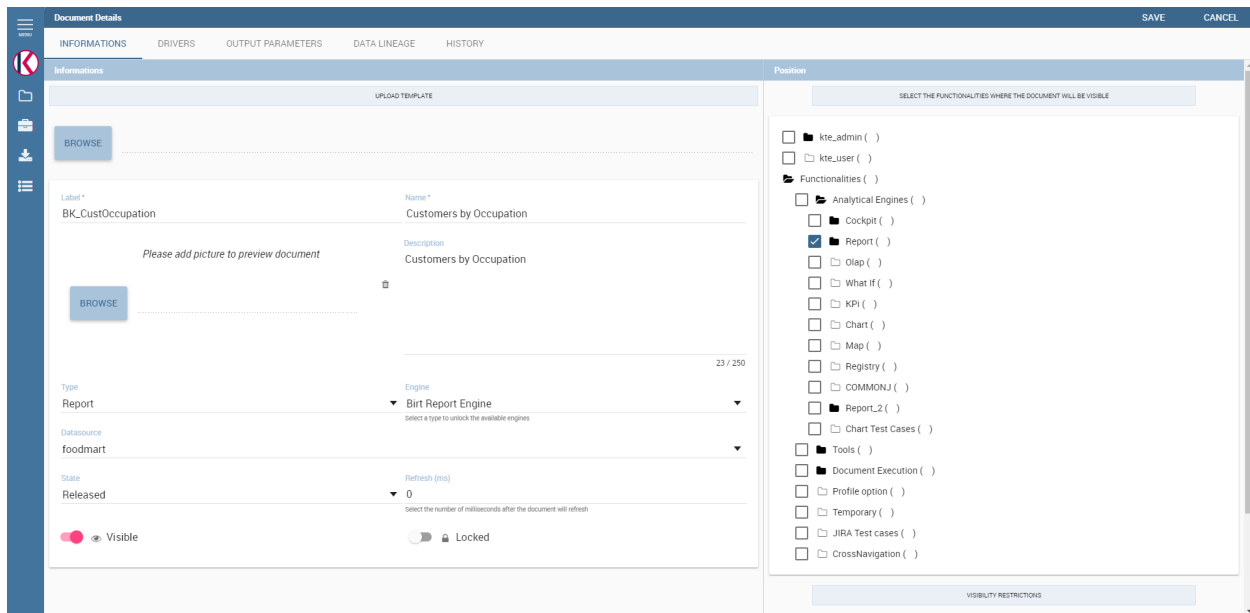 Document Details
SAVE
CANCEL
MENU
INFORMATIONS
DRIVERS
OUTPUT PARAMETERS
DATA LINEAGE
HISTORY
Informations
UPLOAD TEMPLATE
BROWSE
Label *
BK_CustOccupation
Name *
Customers by Occupation
Please add picture to preview document
BROWSE
Description
Customers by Occupation
23 / 250
Type
Report
Engine
Birt Report Engine
Select a type to unlock the available engines
Datasource
foodmart
State
Released
Refresh (ms)
0
Select the number of milliseconds after the document will refresh
Visible
Locked
Position
SELECT THE FUNCTIONALITIES WHERE THE DOCUMENT WILL BE VISIBLE
kte_admin ( )
kte_user ( )
Functionalities ( )
Analytical Engines ( )
Cockpit ( )
Report ( )
Olap ( )
What If ( )
KPi ( )
Chart ( )
Map ( )
Registry ( )
COMMONJ ( )
Report_2 ( )
Chart Test Cases ( )
Tools ( )
Document Execution ( )
Profile option ( )
Temporary ( )
JIRA Test cases ( )
CrossNavigation ( )
VISIBILITY RESTRICTIONS